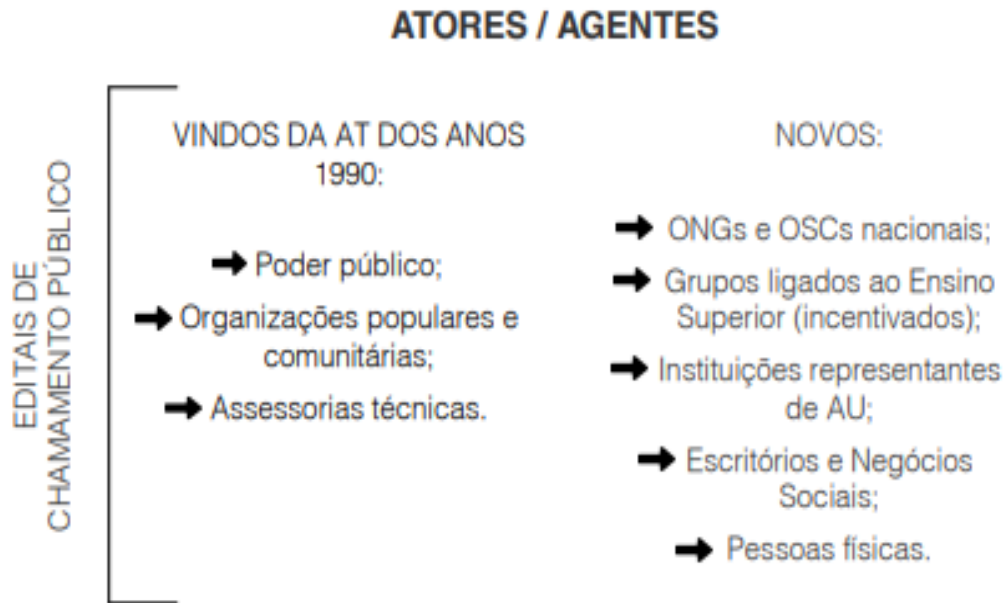 ATORES / AGENTES
EDITAIS DE
CHAMAMENTO PÚBLICO
VINDOS DA AT DOS ANOS
1990:
➡ Poder público;
➡ Organizações populares e
comunitárias;
➡ Assessorias técnicas.
NOVOS:
➡ ONGs e OSCs nacionais;
➡ Grupos ligados ao Ensino
Superior (incentivados);
➡ Instituições representantes
de AU;
➡ Escritórios e Negócios
Sociais;
➡ Pessoas físicas.